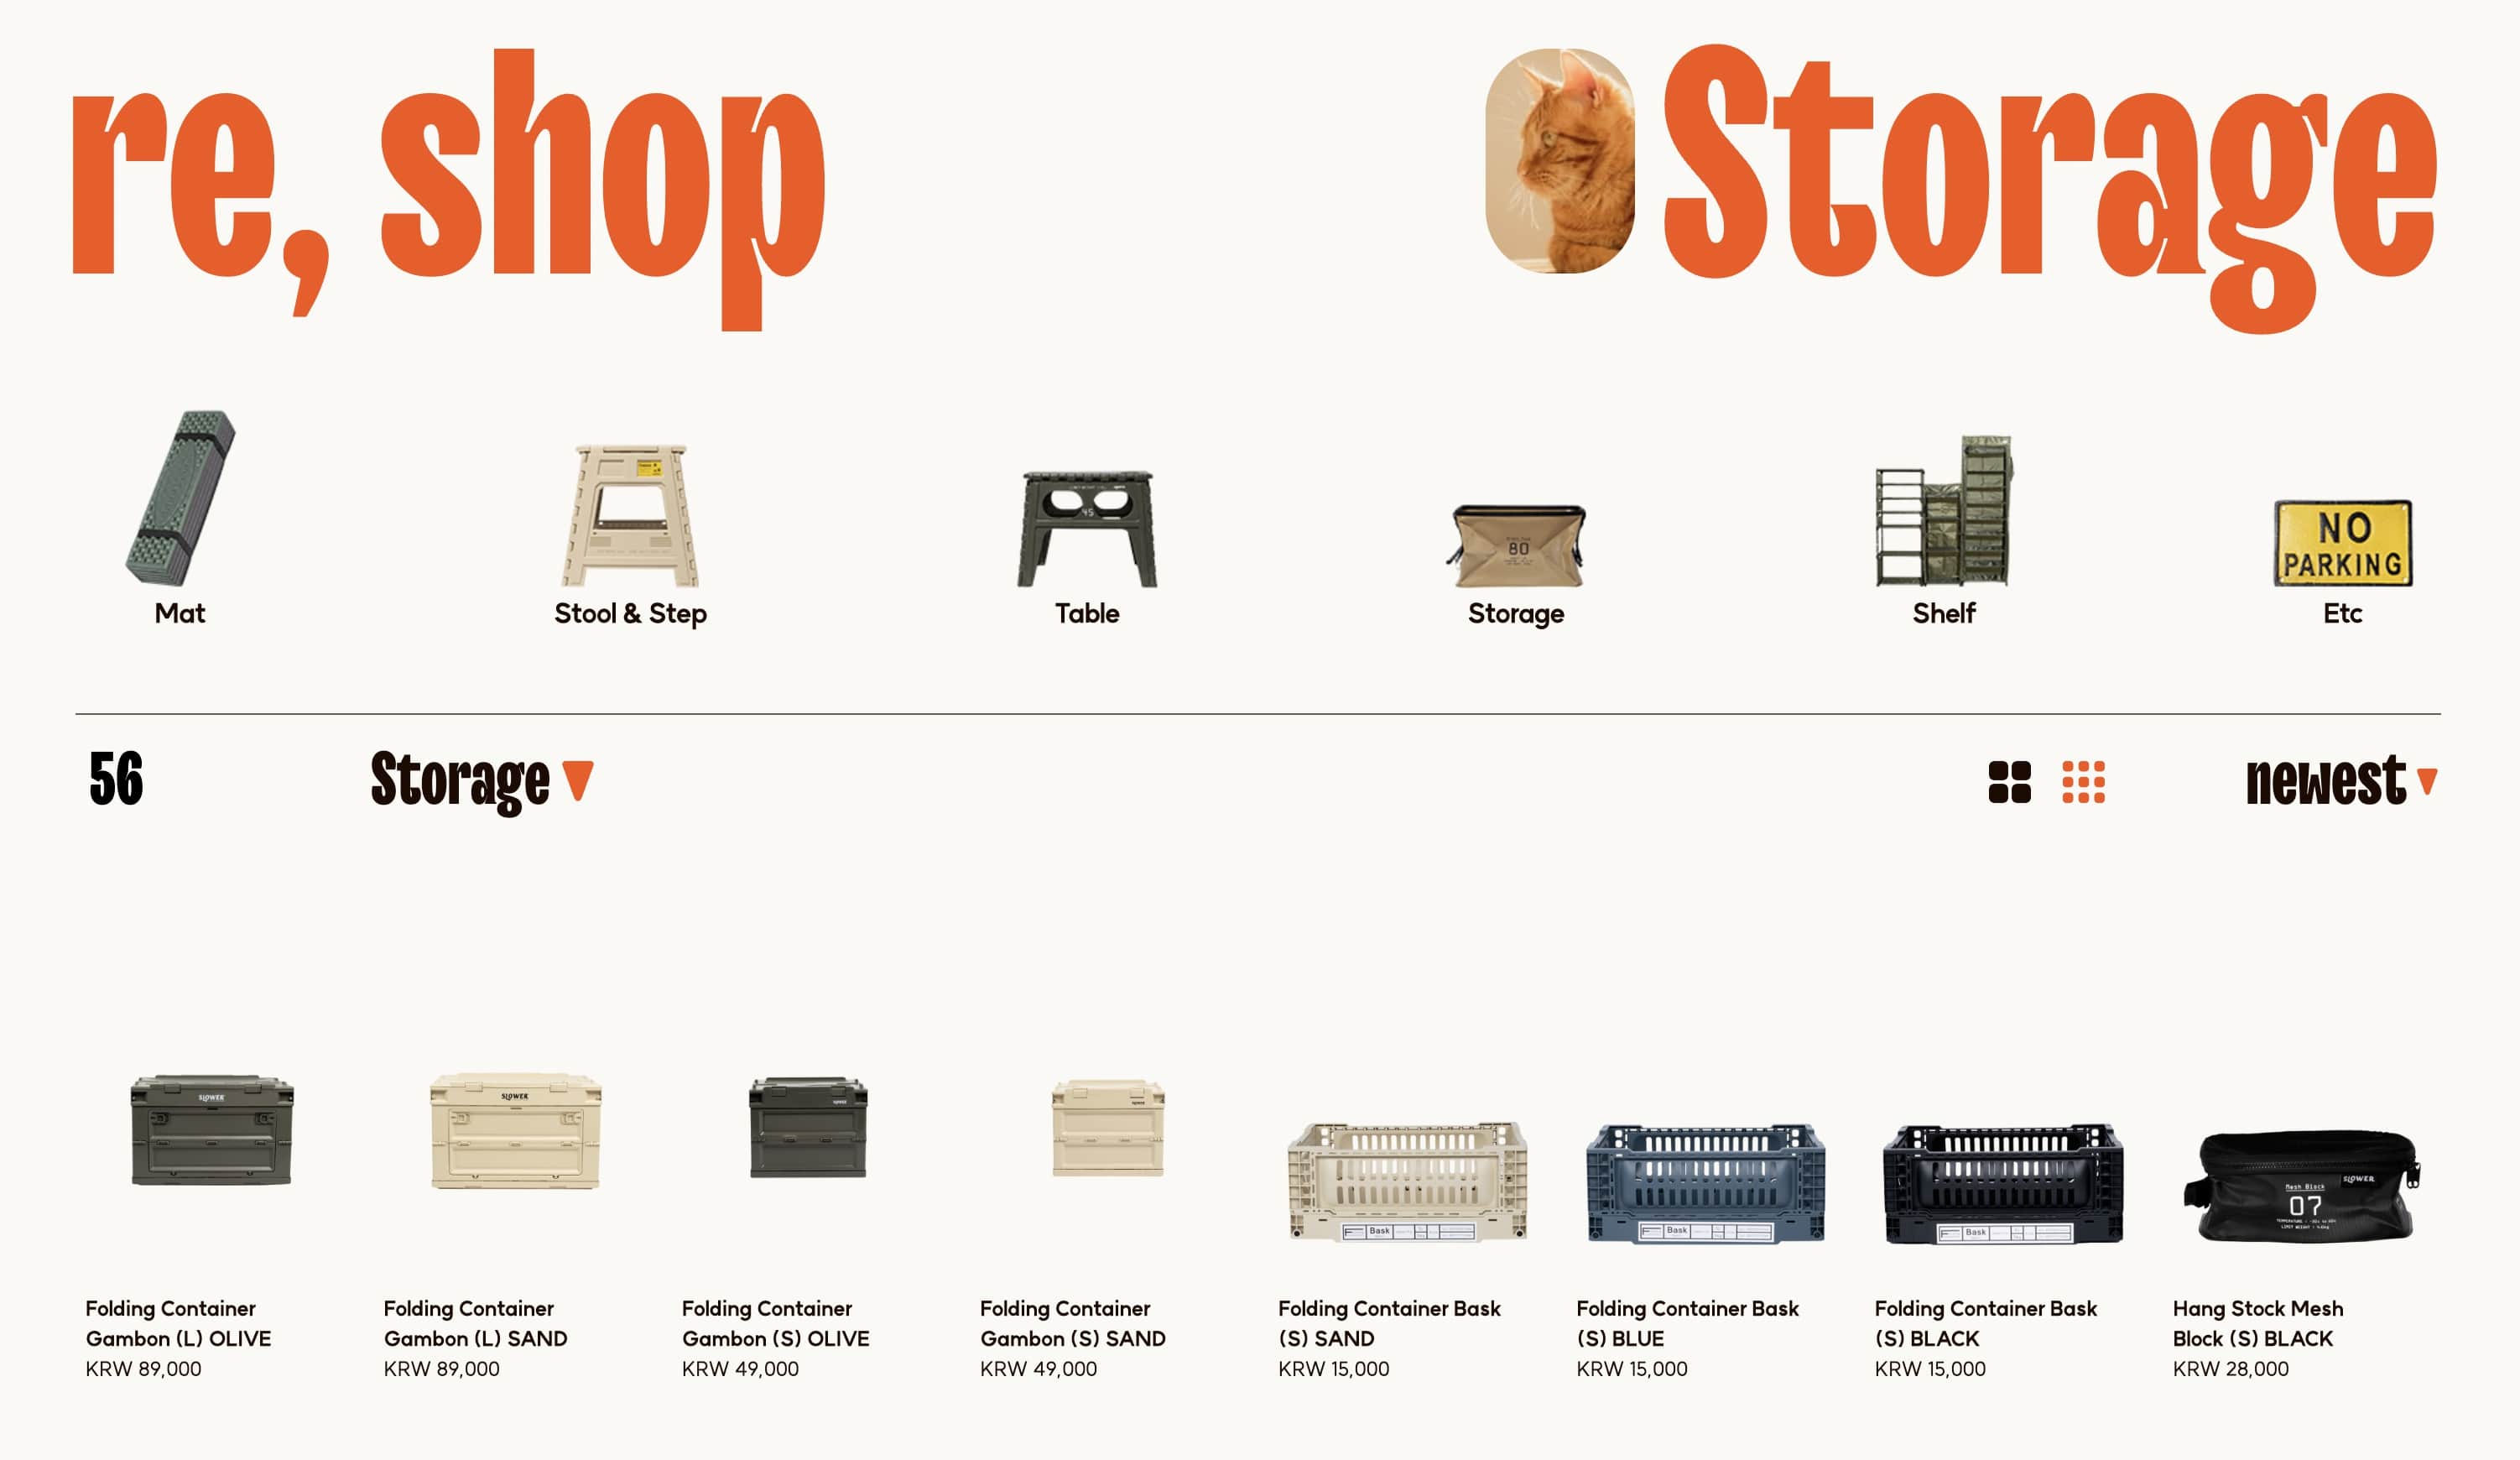 re, shop
Storage
45
80
NO
PARKING
Mat
Stool & Step
Table
Storage
Shelf
Etc
56
Storage
newest
SLOWER
SLOWER
Bask
Bask
Bask
Mesh Block
SLOWER
07
Folding Container
Gambon (L) OLIVE
KRW 89,000
Folding Container
Gambon (L) SAND
KRW 89,000
Folding Container
Gambon (S) OLIVE
KRW 49,000
Folding Container
Gambon (S) SAND
KRW 49,000
Folding Container Bask
(S) SAND
KRW 15,000
Folding Container Bask
(S) BLUE
KRW 15,000
Folding Container Bask
(S) BLACK
KRW 15,000
Hang Stock Mesh
Block (S) BLACK
KRW 28,000